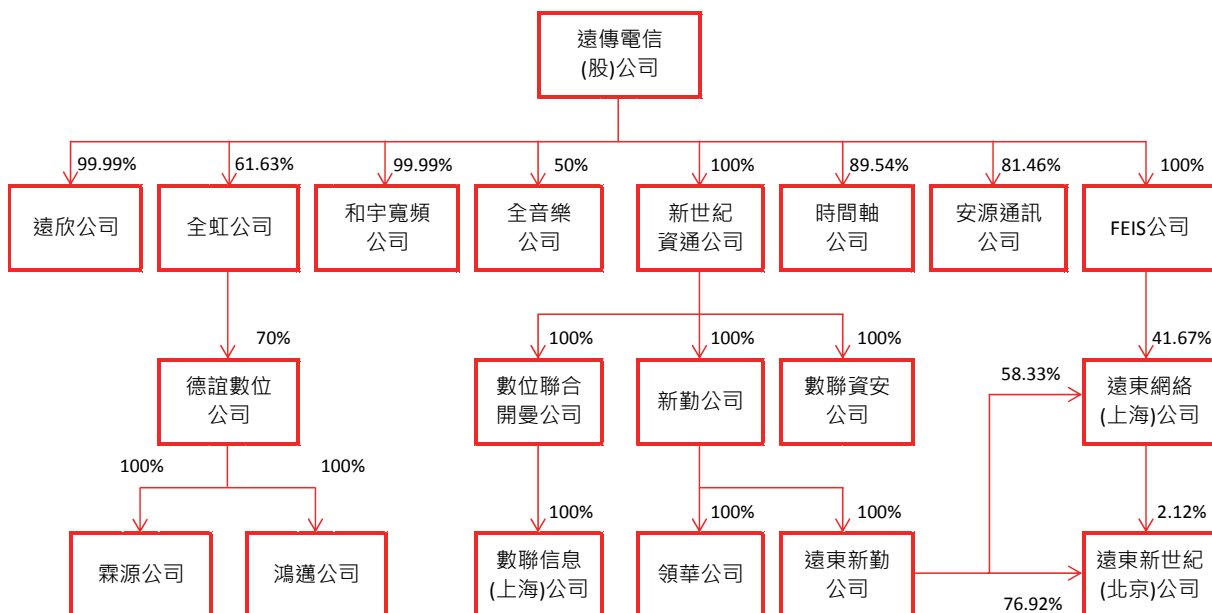 遠傳電信
(股)公司
99.99%
61.63%
99.99%
50%
100%
89.54%
81.46%
100%
遠欣公司
全虹公司
和宇寬頻
公司
全音樂
公司
新世紀
資通公司
時間軸
公司
安源通訊
公司
FEIS公司
70%
100%
100%
100%
41.67%
德誼數位
公司
數位聯合
開曼公司
新勤公司
數聯資安
公司
58.33%
遠東網絡
(上海)公司
100%
100%
100%
100%
100%
2.12%
霖源公司
鴻邁公司
數聯信息
(上海)公司
領華公司
遠東新勤
公司
遠東新世紀
(北京)公司
76.92%